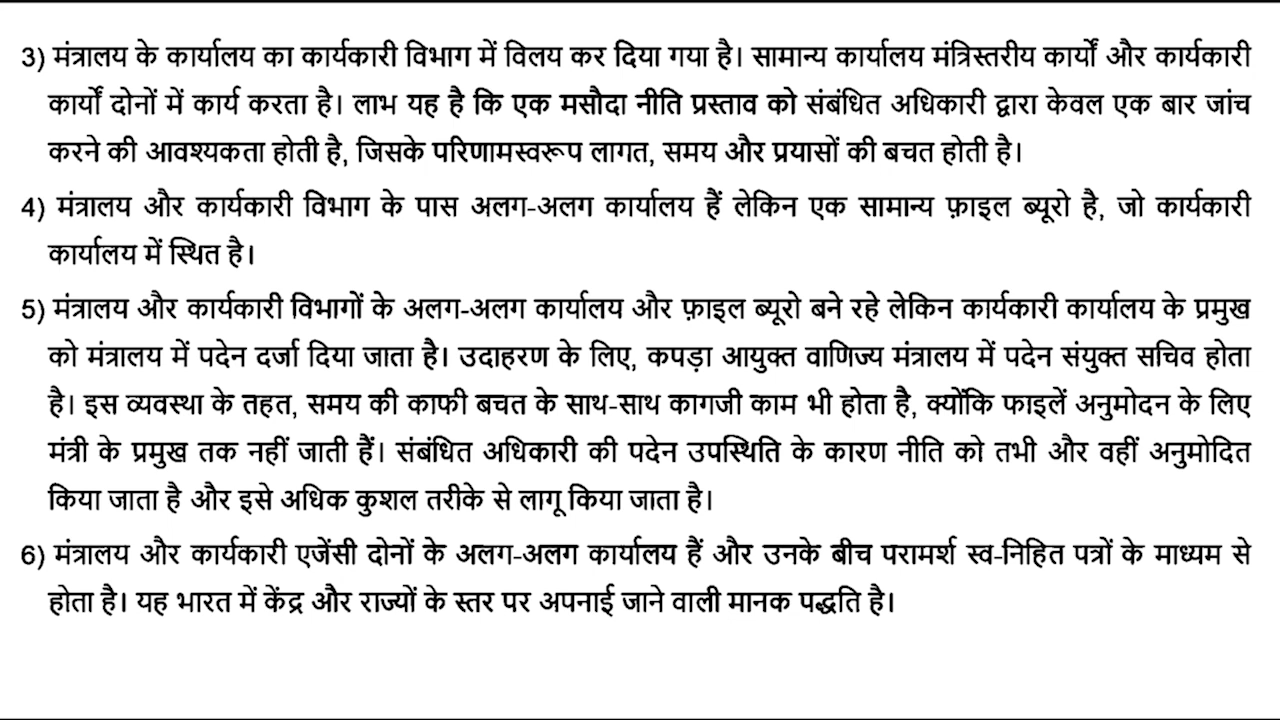 3) मंत्रालय के कार्यालय का कार्यकारी विभाग में विलय कर दिया गया है। सामान्य कार्यालय मंत्रिस्तरीय कार्यों और कार्यकारी
कार्यों दोनों में कार्य करता है। लाभ यह है कि एक मसौदा नीति प्रस्ताव को संबंधित अधिकारी द्वारा केवल एक बार जांच
करने की आवश्यकता होती है, जिसके परिणामस्वरूप लागत, समय और प्रयासों की बचत होती है।
4) मंत्रालय और कार्यकारी विभाग के पास अलग-अलग कार्यालय हैं लेकिन एक सामान्य फ़ाइल ब्यूरो है, जो कार्यकारी
कार्यालय में स्थित है।
5) मंत्रालय और कार्यकारी विभागों के अलग-अलग कार्यालय और फ़ाइल ब्यूरो बने रहे लेकिन कार्यकारी कार्यालय के प्रमुख
को मंत्रालय में पदेन दर्जा दिया जाता है। उदाहरण के लिए, कपड़ा आयुक्त वाणिज्य मंत्रालय में पदेन संयुक्त सचिव होता
है। इस व्यवस्था के तहत, समय की काफी बचत के साथ-साथ कागजी काम भी होता है, क्योंकि फाइलें अनुमोदन के लिए
मंत्री के प्रमुख तक नहीं जाती हैं। संबंधित अधिकारी की पदेन उपस्थिति के कारण नीति को तभी और वहीं अनुमोदित
किया जाता है और इसे अधिक कुशल तरीके से लागू किया जाता है।
6) मंत्रालय और कार्यकारी एजेंसी दोनों के अलग-अलग कार्यालय हैं और उनके बीच परामर्श स्व-निहित पत्रों के माध्यम से
होता है। यह भारत में केंद्र और राज्यों के स्तर पर अपनाई जाने वाली मानक पद्धति है।